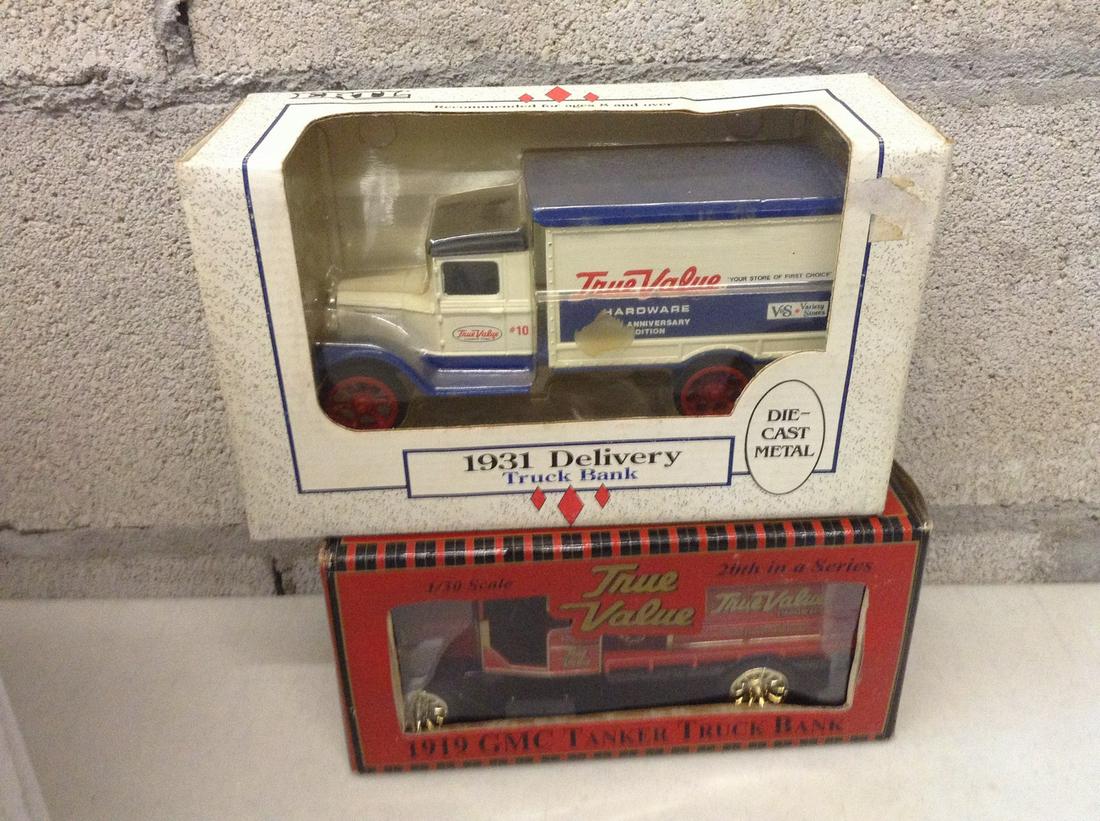 Recommended for ages 8 and over
True Value
"YOUR STORE OF FIRST CHOICE"
HARDWARE
ANNIVERSARY
V&S Variety Stores
True Value
#10
DIE-
CAST
METAL
1931 Delivery
Truck Bank
1/30 Scale
True
Value
20th in a Series
True Value
1919 GMC TANKER TRUCK BANK